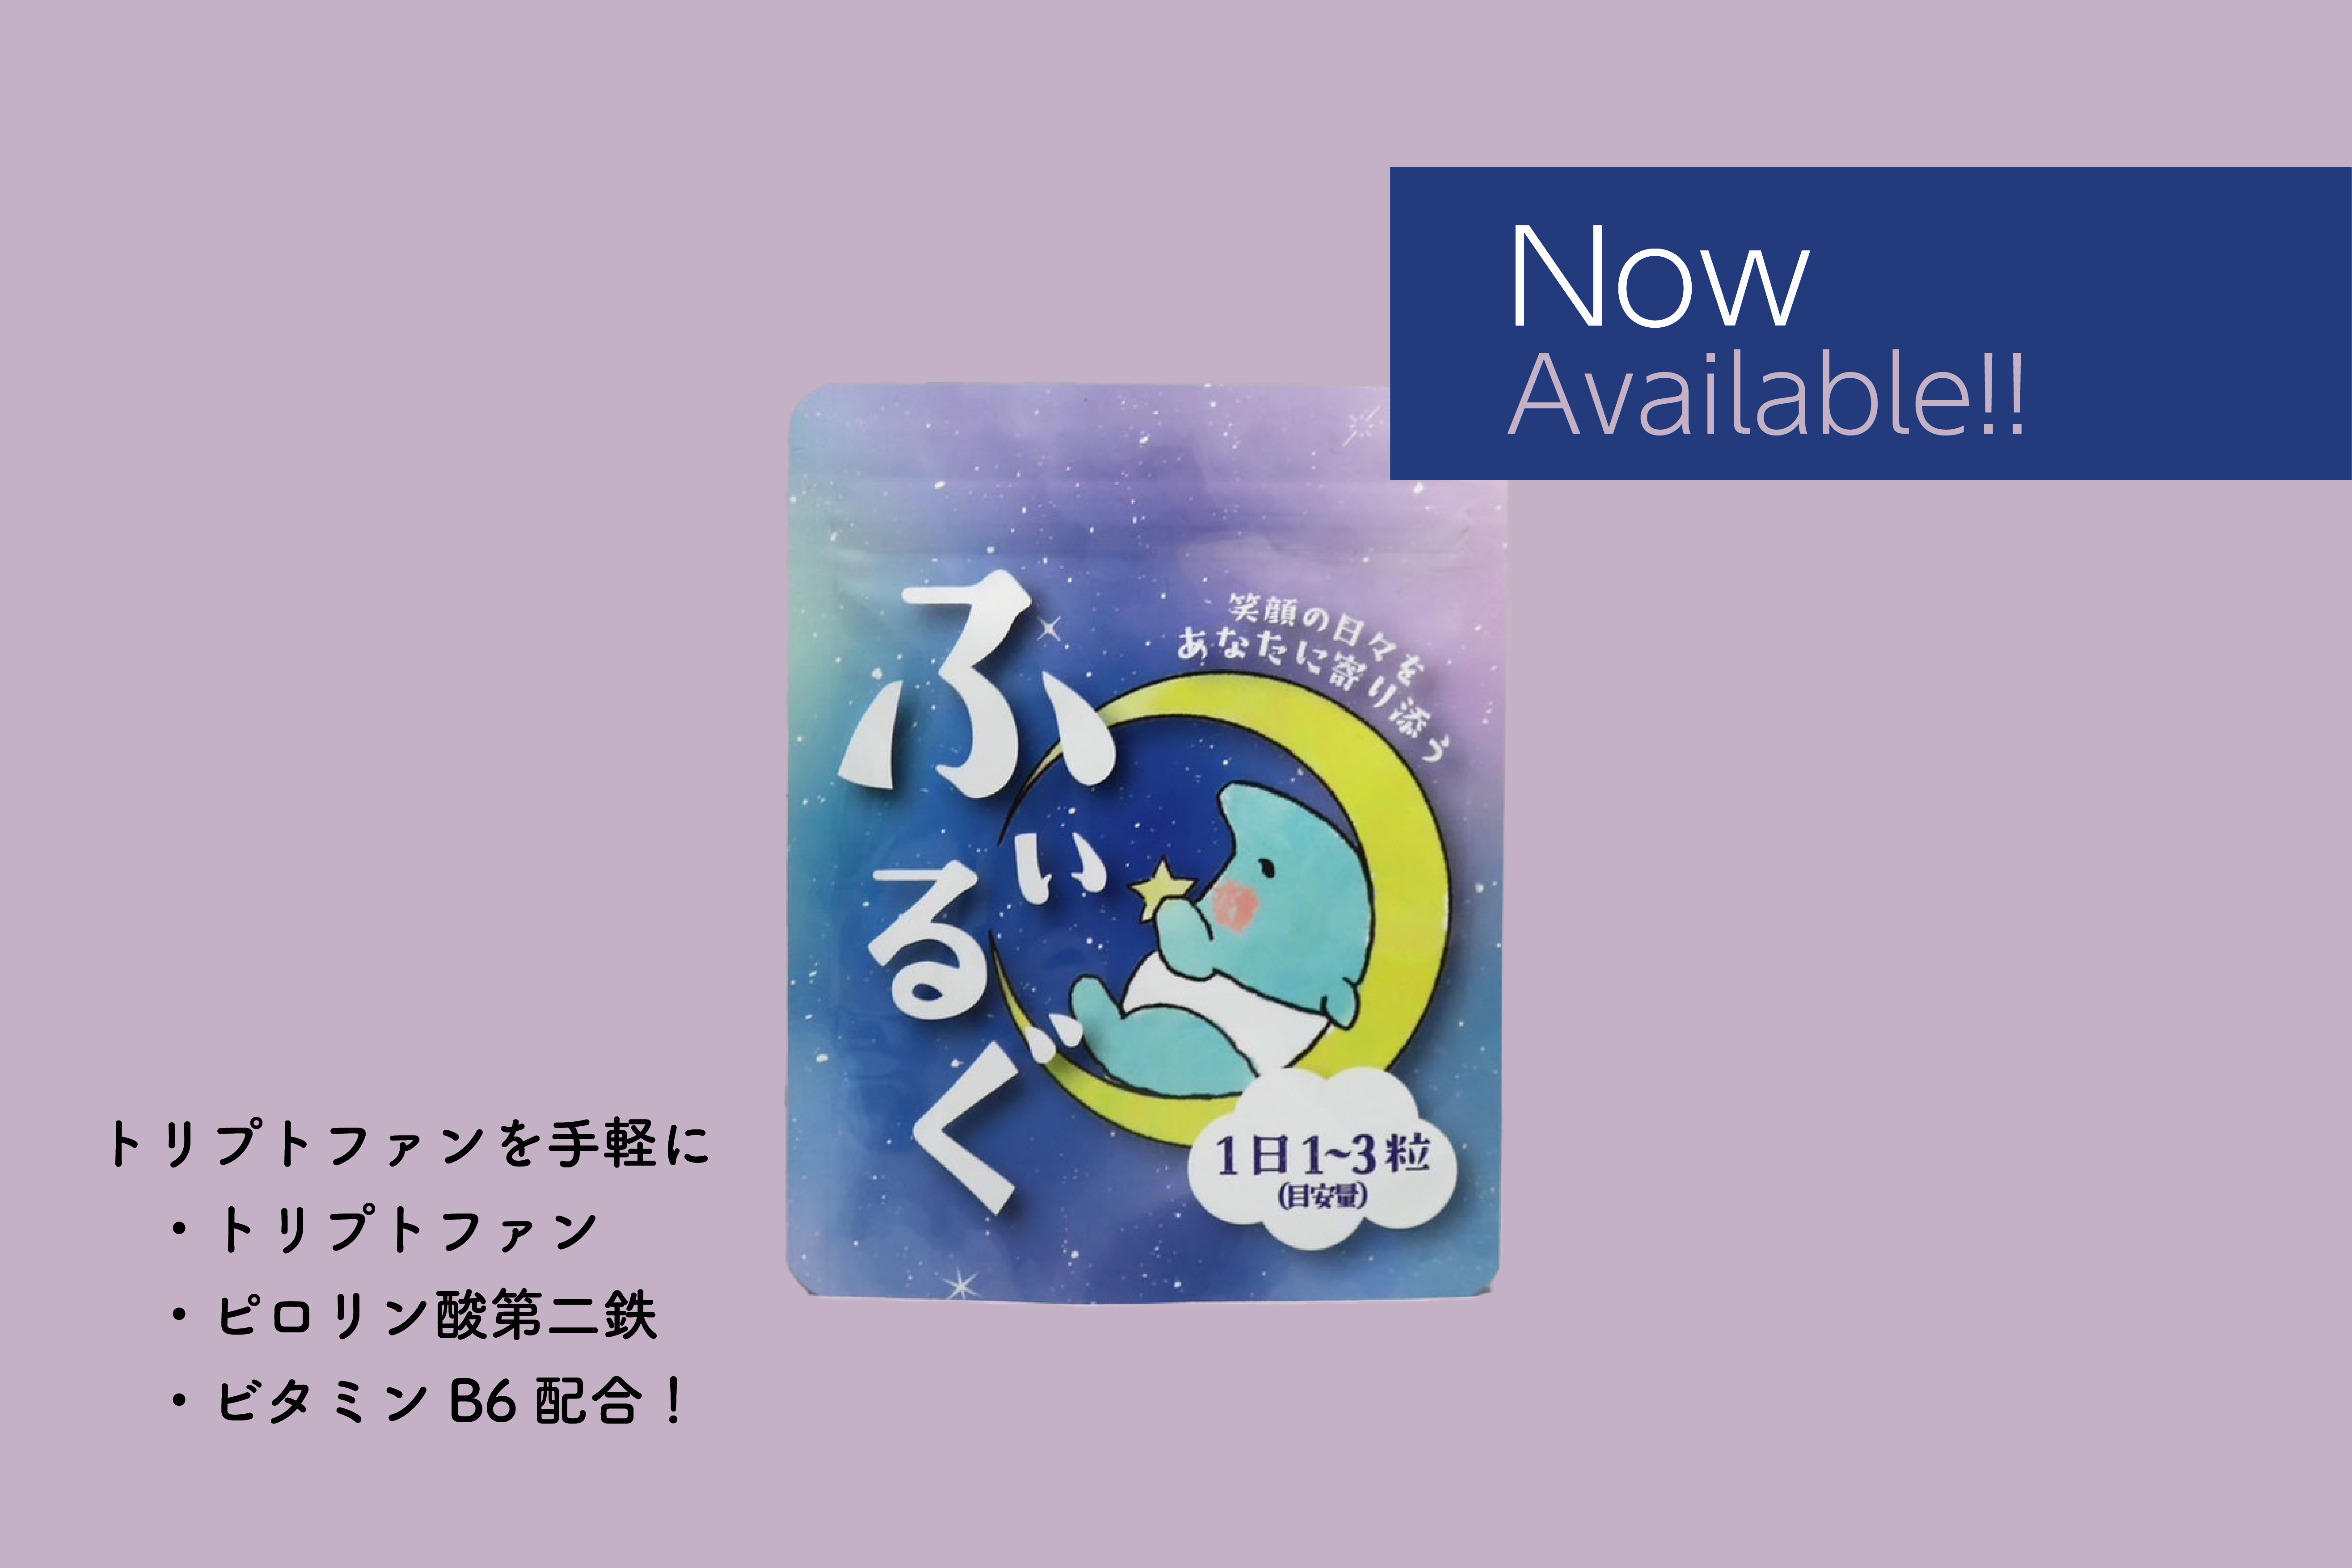 Now
Available!!
ふぃるぐ
笑顔の日々を
あなたに寄り添う
1日1~3粒
(目安量)
トリプトファンを手軽に
・トリプトファン
・ピロリン酸第二鉄
・ビタミンB6配合！